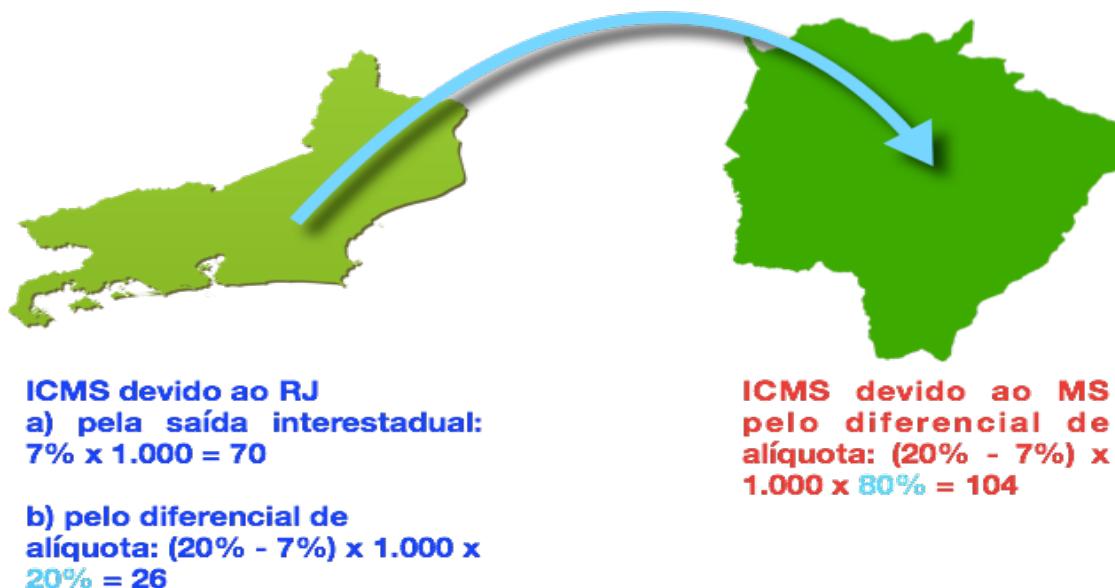 ICMS devido ao RJ
a) pela saída interestadual:
7% x 1.000 = 70
b) pelo diferencial de
alíquota: (20% - 7%) x 1.000 x
20% = 26
ICMS devido ao MS
pelo diferencial de
alíquota: (20% - 7%) x
1.000 x 80% = 104